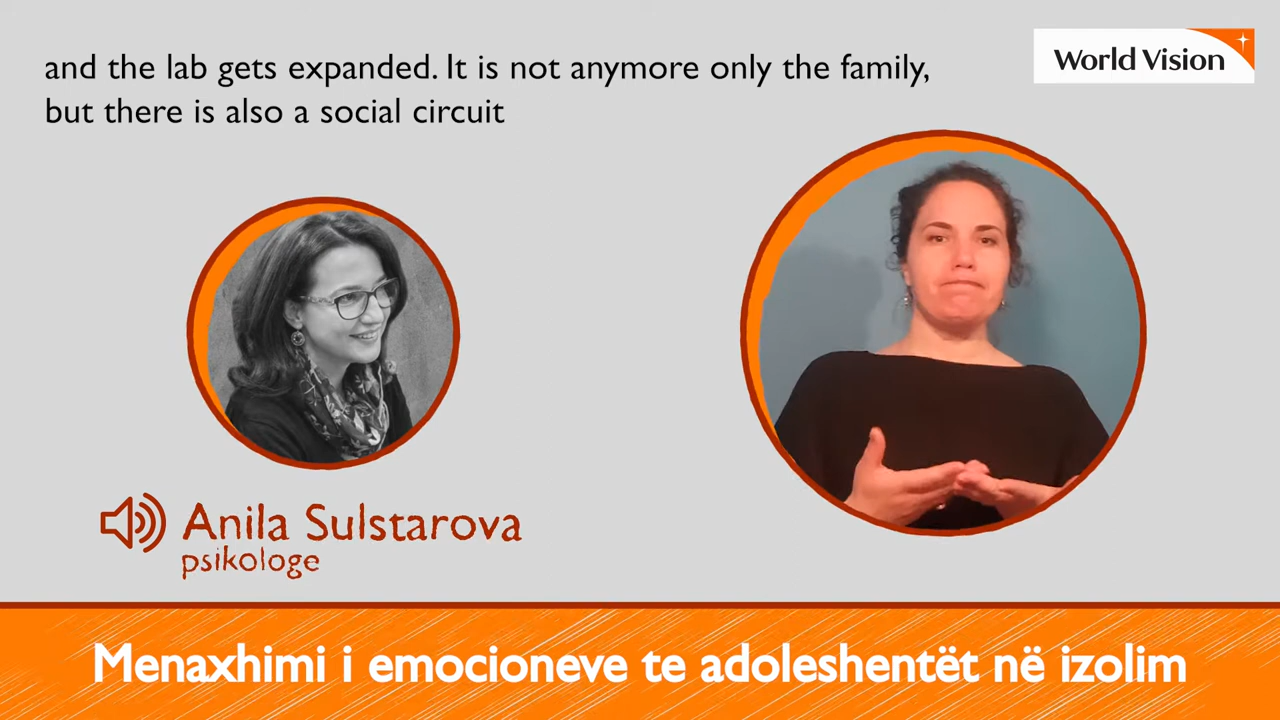 and the lab gets expanded. It is not anymore only the family,
but there is also a social circuit
World Vision
Anila Sulstarova
psikologe
Menaxhimi i emocioneve te adoleshentët në izolim